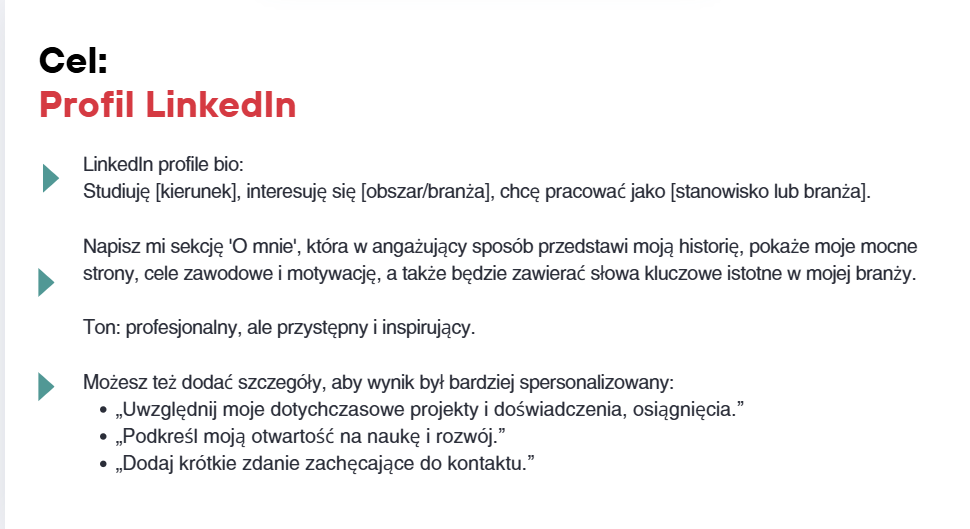 Cel:
Profil LinkedIn
LinkedIn profile bio:
Studiuję [kierunek], interesuję się [obszar/branża], chcę pracować jako [stanowisko lub branża].
Napisz mi sekcję 'O mnie', która w angażujący sposób przedstawi moją historię, pokaże moje mocne
strony, cele zawodowe i motywację, a także będzie zawierać słowa kluczowe istotne w mojej branży.
Ton: profesjonalny, ale przystępny i inspirujący.
Możesz też dodać szczegóły, aby wynik był bardziej spersonalizowany:
• „Uwzględnij moje dotychczasowe projekty i doświadczenia, osiągnięcia.”
• „Podkreśl moją otwartość na naukę i rozwój.”
• „Dodaj krótkie zdanie zachęcające do kontaktu.”